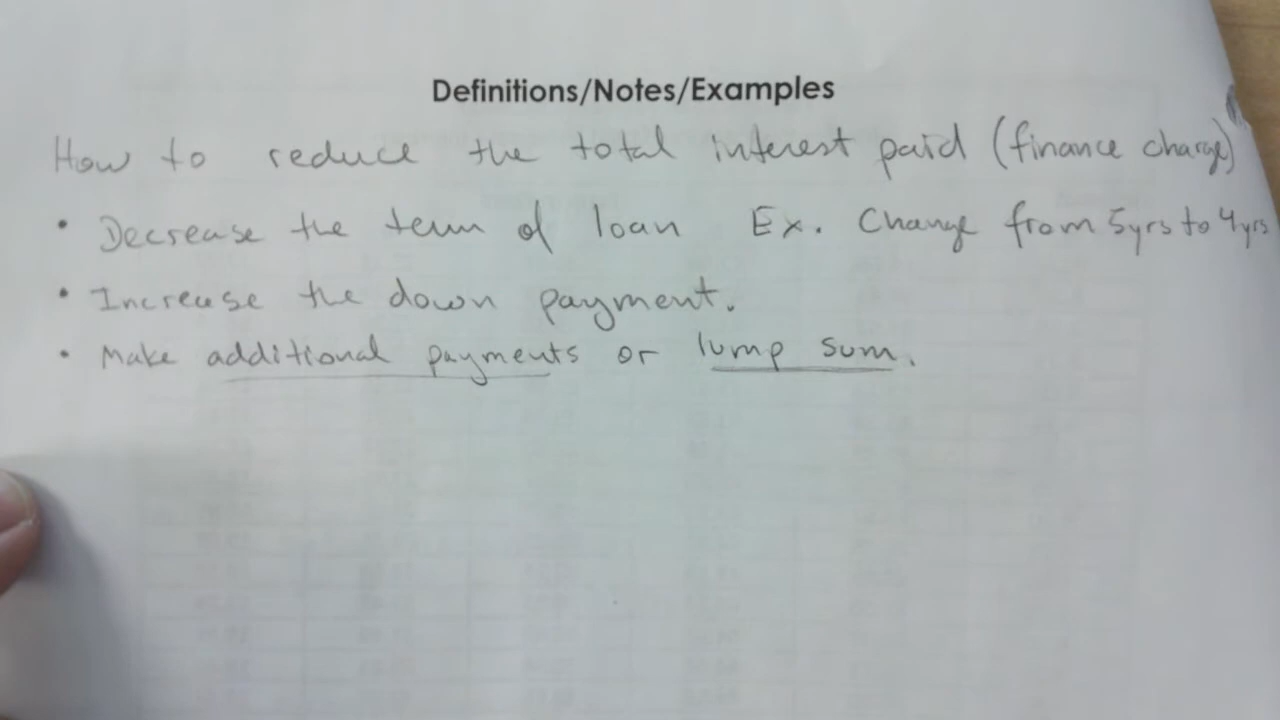 Definitions/Notes/Examples
How to reduce the total interest paid (finance charge)
• Decrease the term of loan Ex. Change from 5yrs to 4yrs
• Increase the down payment.
• Make additional payments or lump sum.